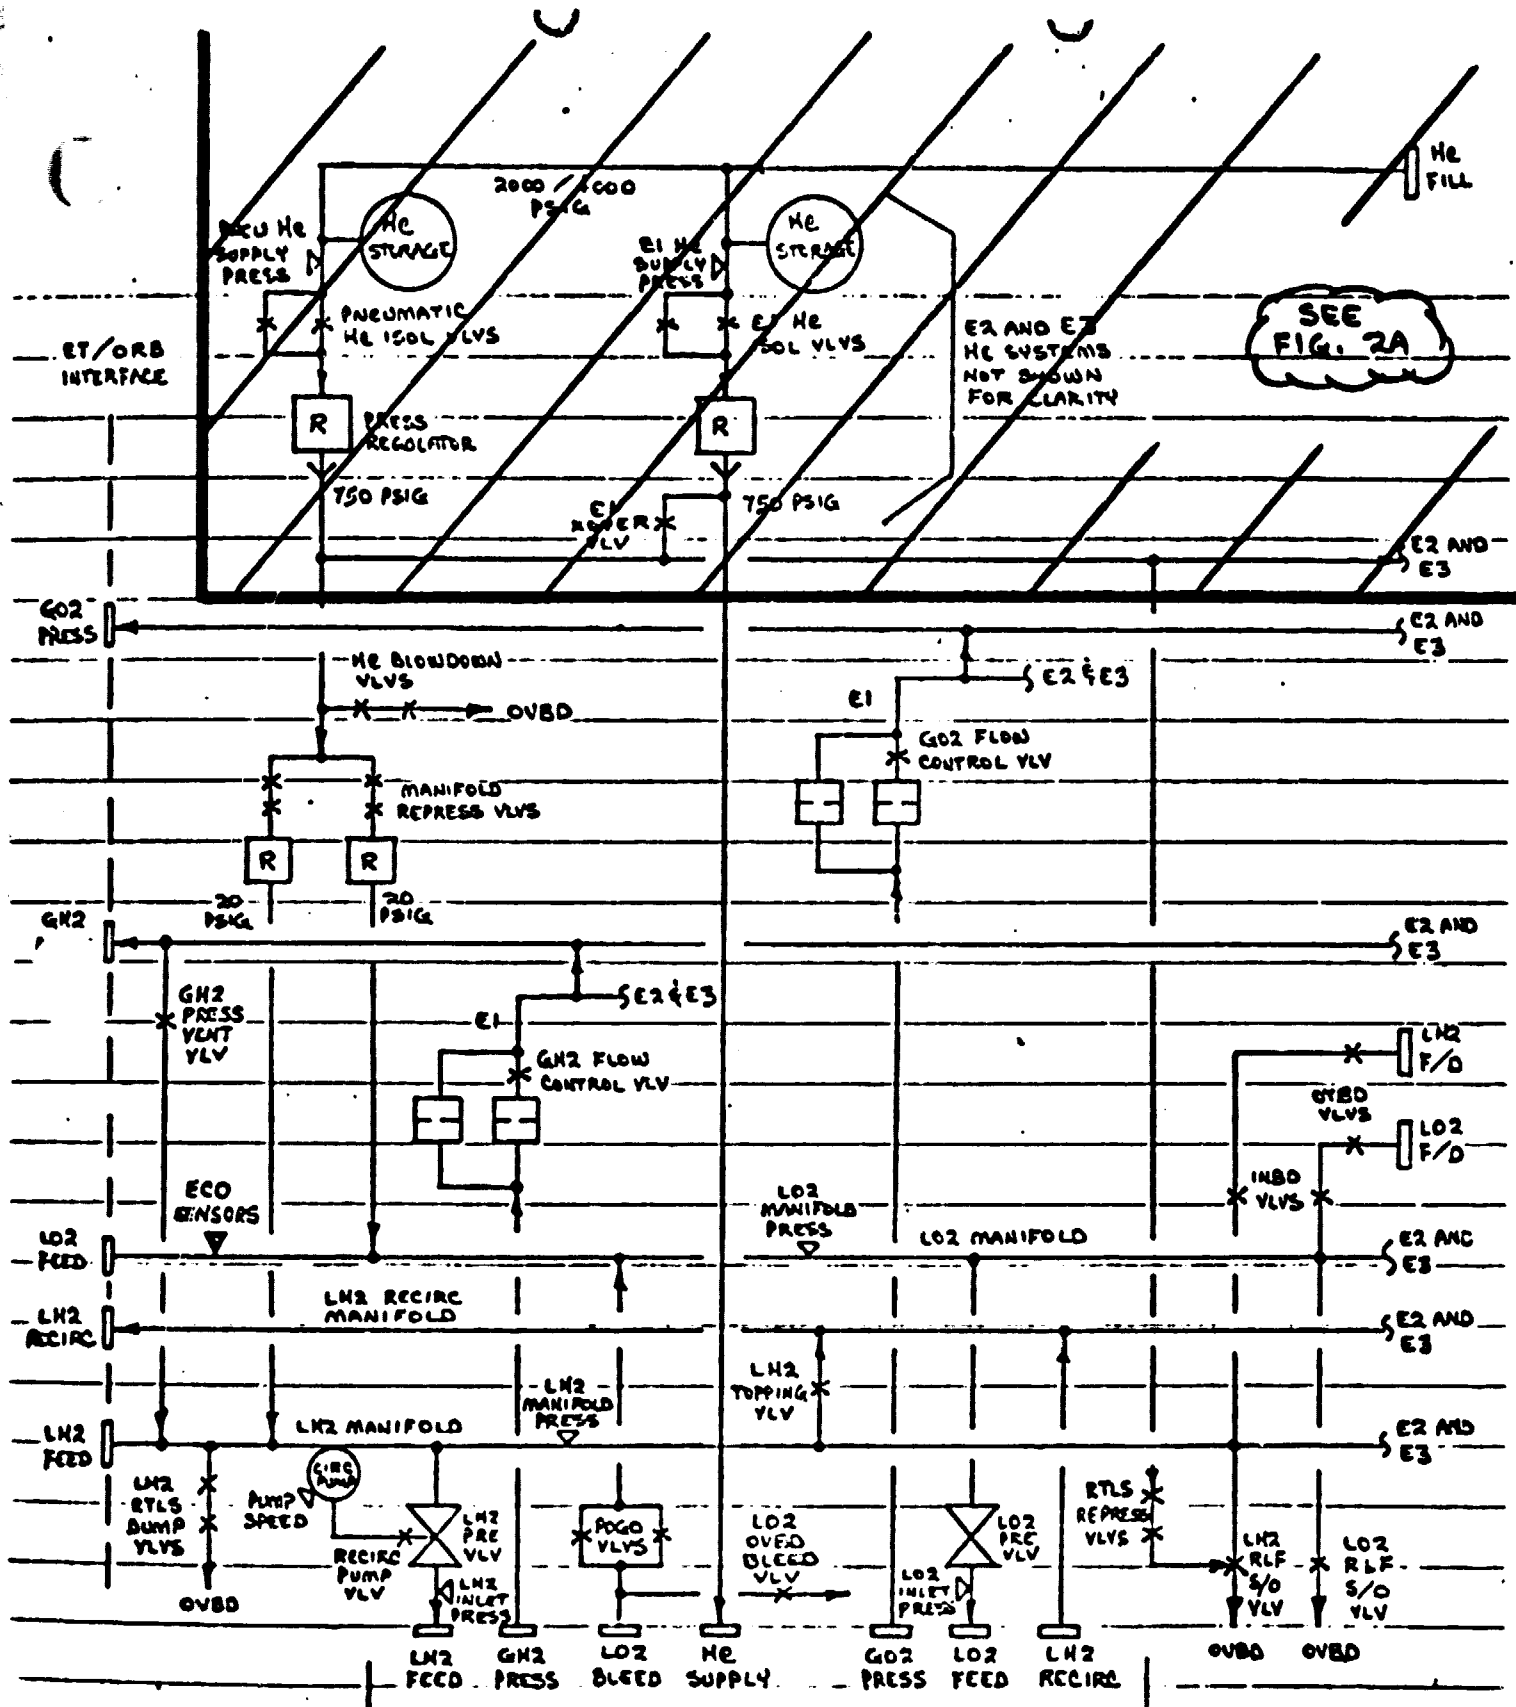 He
FILL
2000 / 4000
PSIG
He
STORAGE
He
STORAGE
He
SUPPLY
PRESS
E1 He
SUPPLY
PRESS
PNEUMATIC
He ISOL VLVS
He
VLVS
E2 AND E3
He SYSTEMS
NOT SHOWN
FOR CLARITY
SEE
FIG. 2A
ET/ORB
INTERFACE
R
PRESS
REGOLATOR
R
750 PSIG
750 PSIG
E1
VLV
E2 AND
E3
GO2
PRESS
E2 AND
E3
He BLOWDOWN
VLVS
OVBD
E2 & E3
E1
GO2 FLOW
CONTROL VLV
MANIFOLD
REPRESS VLVS
R
R
20
PSIG
20
PSIG
GH2
E2 AND
E3
GH2
PRESS
VENT
VLV
E2 & E3
E1
GH2 FLOW
CONTROL VLV
LH2
F/D
OVBD
VLVS
LO2
F/D
INBD
VLVS
ECO
SENSORS
LO2
MANIFOLD
PRESS
LO2 MANIFOLD
LO2
FEED
E2 AND
E3
LH2 RECIRC
MANIFOLD
LH2
RECIRC
E2 AND
E3
LH2
TOPPING
VLV
LH2
MANIFOLD
PRESS
LH2
FEED
LH2 MANIFOLD
E2 AND
E3
LH2
RTLS
DUMP
VLVS
CIRC
PUMP
PUMP
SPEED
RECIRC
PUMP
VLV
LH2
PRE
VLV
LH2
INLET
PRESS
POGO
VLVS
LO2
OVBD
BLEED
VLV
LO2
PRE
VLV
LO2
INLET
PRESS
RTLS
REPRESS
VLVS
LH2
RLF
S/O
VLV
LO2
RLF
S/O
VLV
OVBD
LH2
FEED
GH2
PRESS
LO2
BLEED
He
SUPPLY
GO2
PRESS
LO2
FEED
LH2
RECIRC
OVBD
OVBD